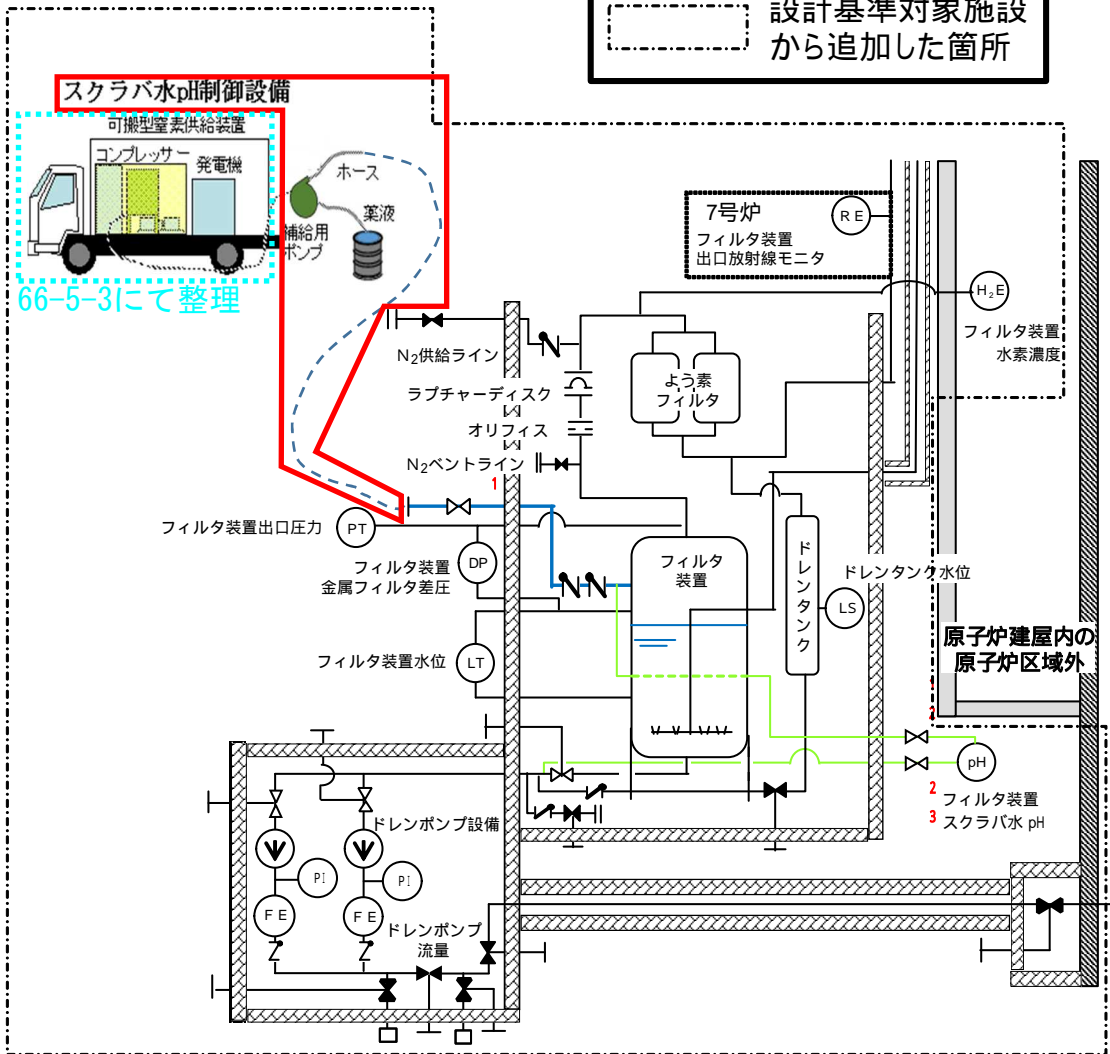 設計基準対象施設
から追加した箇所
スクラバ水pH制御設備
可搬型窒素供給装置
コンプレッサー
発電機
ホース
薬液
補給用
ポンプ
66-5-3にて整理
7号炉
フィルタ装置
出口放射線モニタ
RE
H₂E
フィルタ装置
水素濃度
N₂供給ライン
ラプチャーディスク
オリフィス
よう素
フィルタ
N₂ベントライン
1
フィルタ装置出口圧力
PT
フィルタ装置
金属フィルタ差圧
DP
フィルタ
装置
ドレンタンク
ドレンタンク水位
LS
フィルタ装置水位
LT
原子炉建屋内の
原子炉区域外
1
2
pH
2
フィルタ装置
3
スクラバ水 pH
ドレンポンプ設備
PI
PI
FE
FE
ドレンポンプ
流量